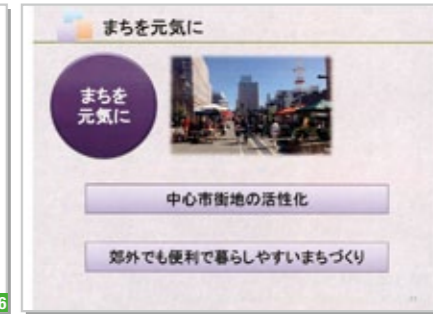 まちを元気に
まちを
元気に
中心市街地の活性化
郊外でも便利で暮らしやすいまちづくり
6